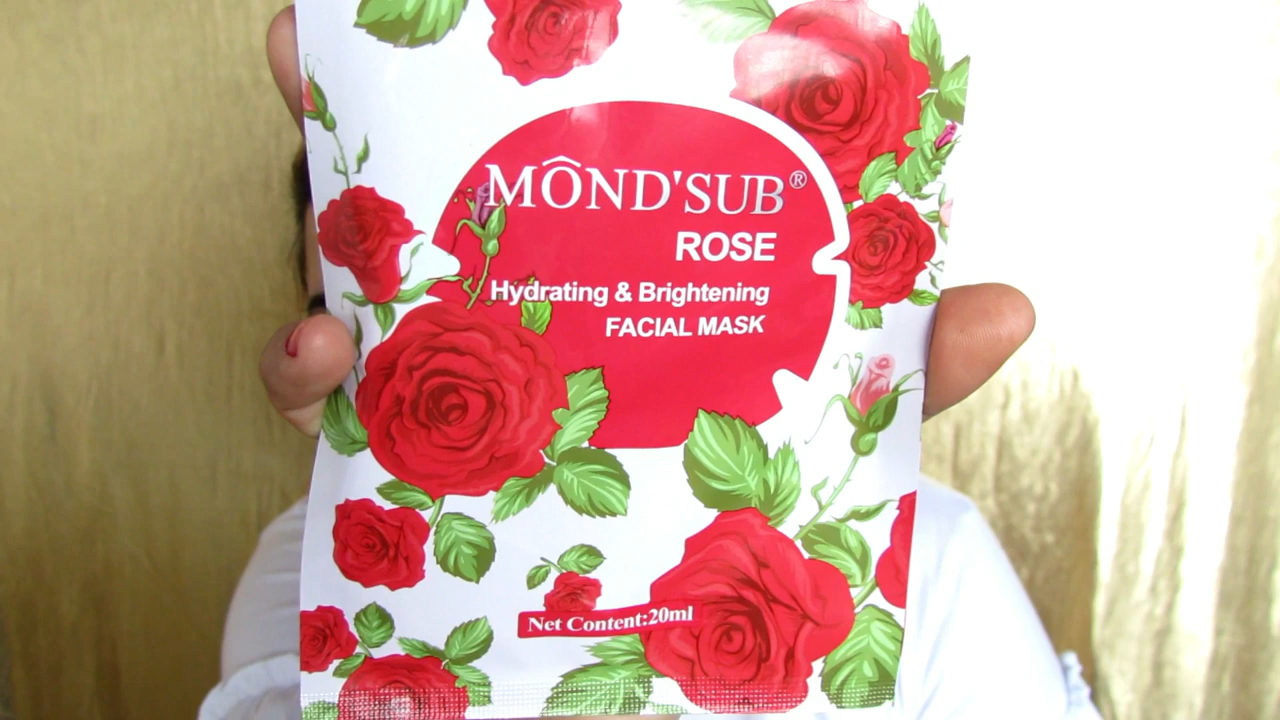 MÔND'SUB®
ROSE
Hydrating & Brightening
FACIAL MASK
Net Content:20ml